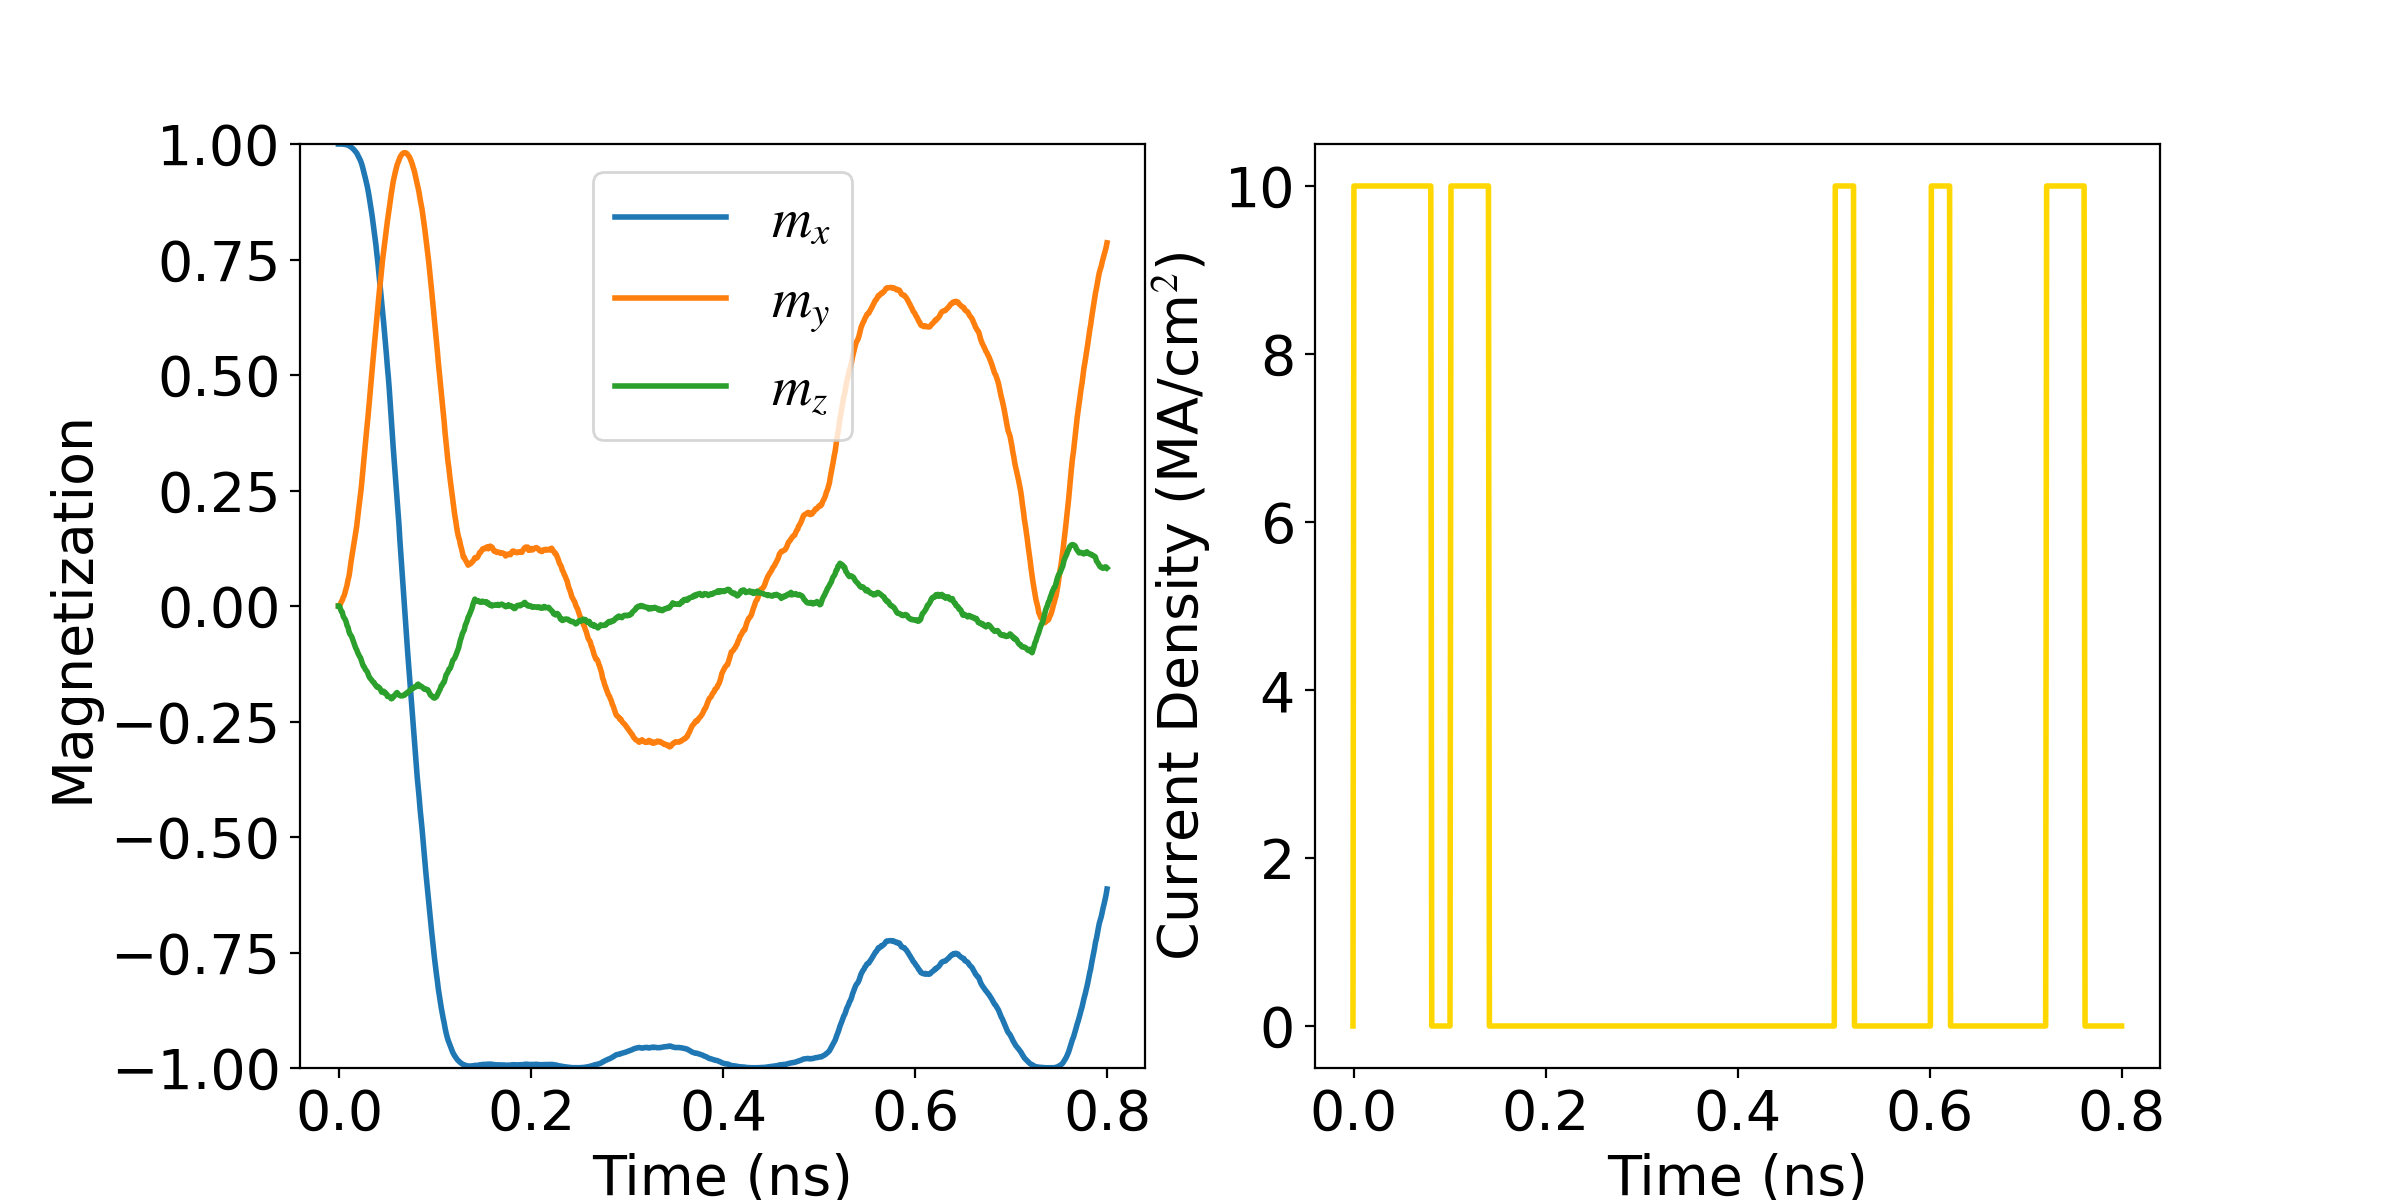 1.00
0.75
0.50
0.25
0.00
−0.25
−0.50
−0.75
−1.00
Magnetization
0.0 0.2 0.4 0.6 0.8
Time (ns)
m_x
m_y
m_z
10
8
6
4
2
0
Current Density (MA/cm²)
0.0 0.2 0.4 0.6 0.8
Time (ns)